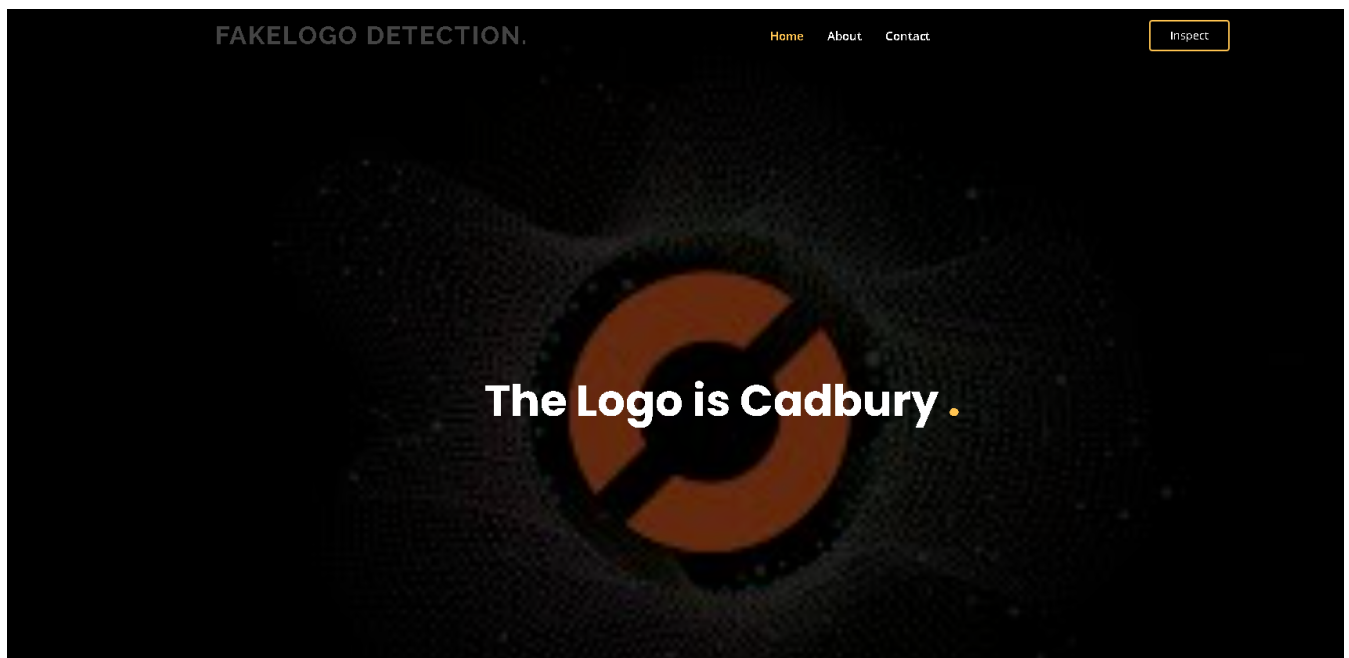 FAKELOGO DETECTION.
Home About Contact
Inspect
The Logo is Cadbury .